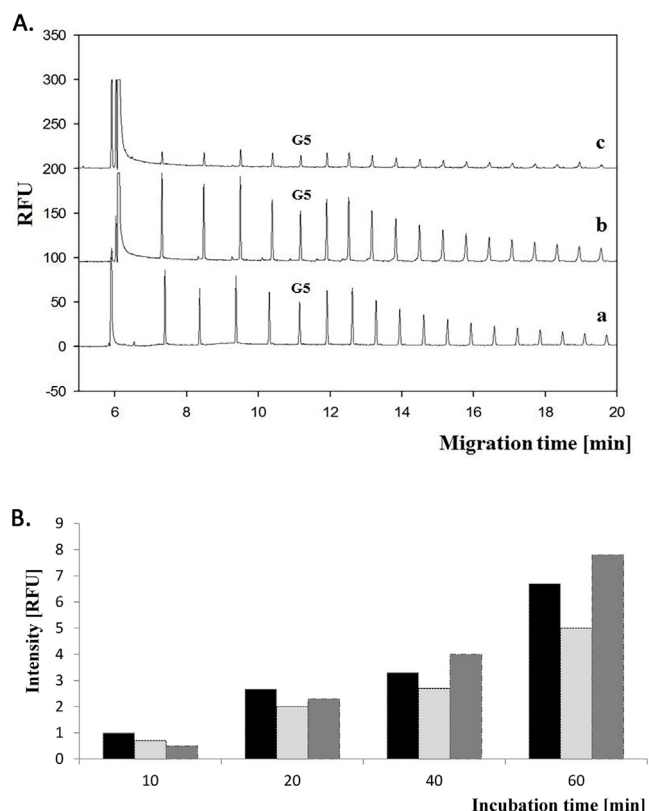 A.
350
300
250
200
150
100
50
0
-50
RFU
G5
c
G5
b
G5
a
6 8 10 12 14 16 18 20
Migration time [min]
B.
9
8
7
6
5
4
3
2
1
0
Intensity [RFU]
10 20 40 60
Incubation time [min]